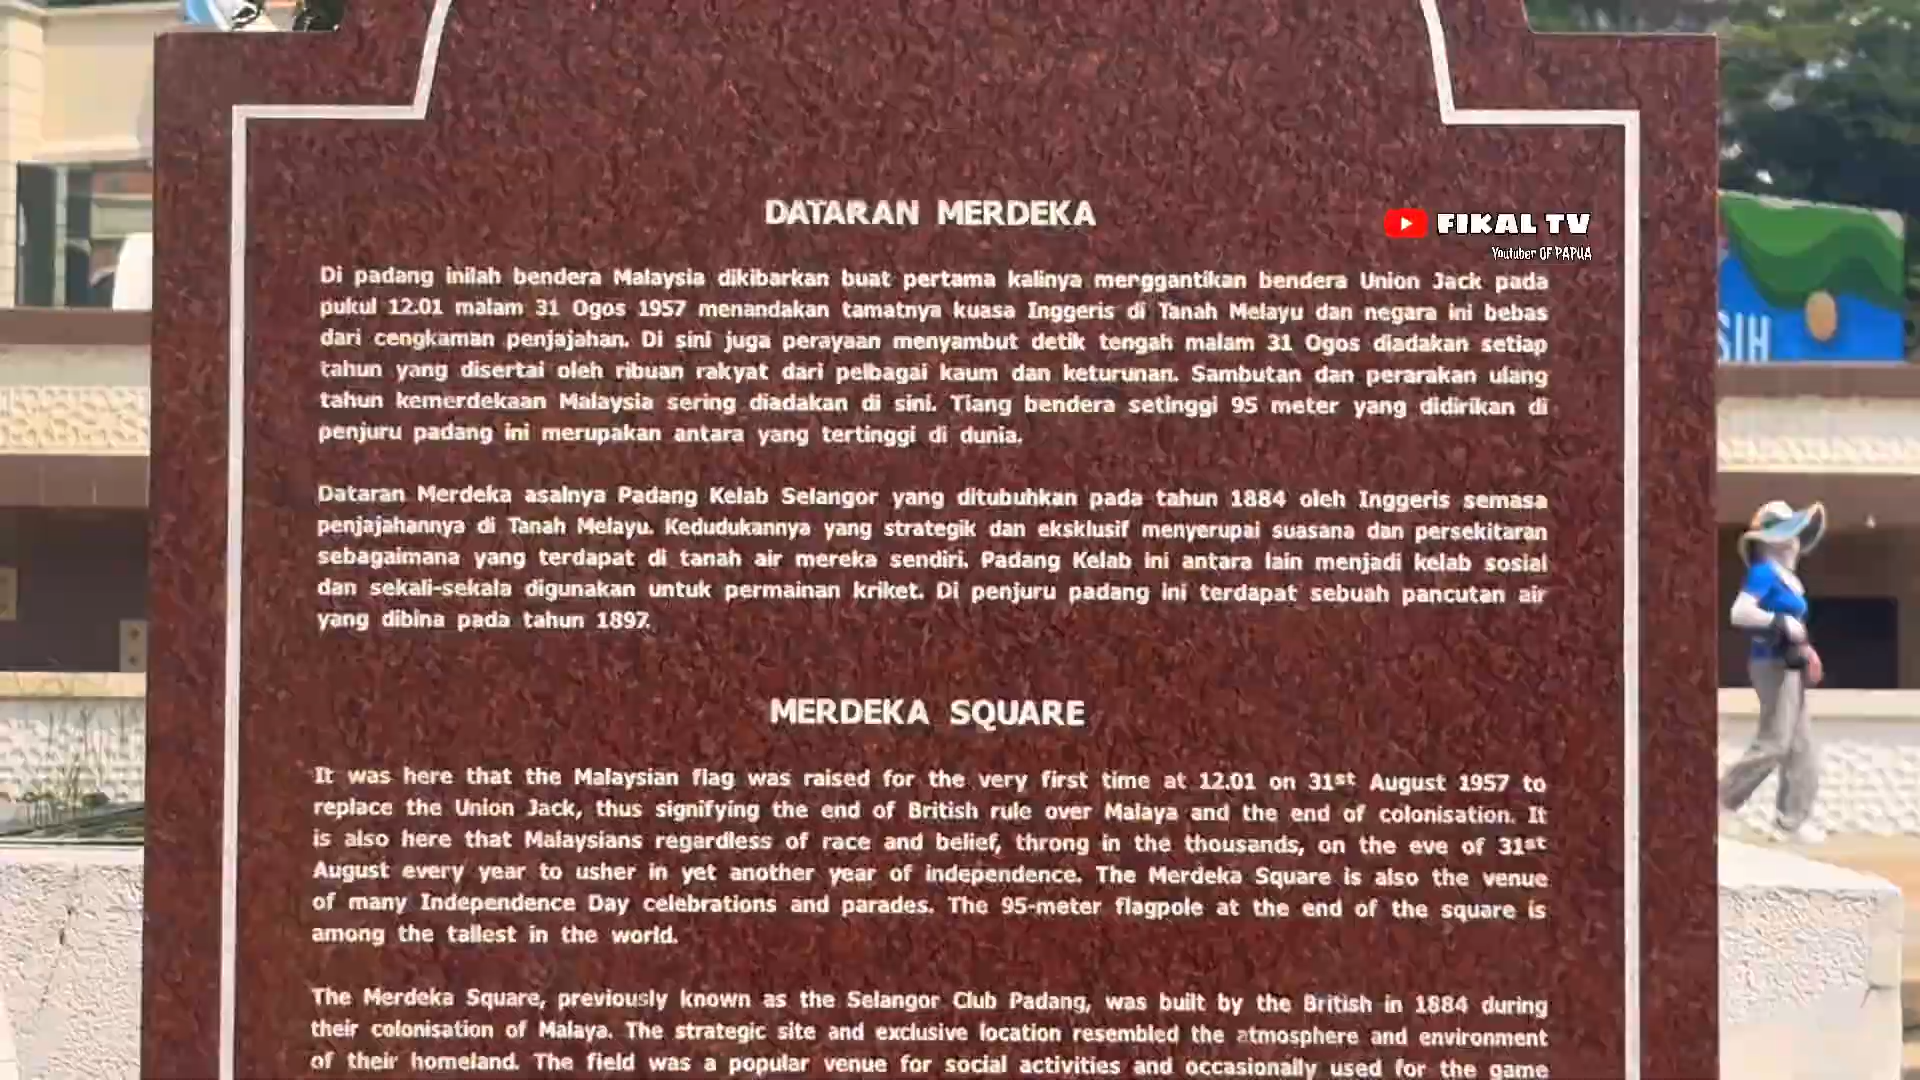 DATARAN MERDEKA
FIKAL TV
Youtuber OF PAPUA
Di padang inilah bendera Malaysia dikibarkan buat pertama kalinya menggantikan bendera Union Jack pada
pukul 12.01 malam 31 Ogos 1957 menandakan tamatnya kuasa Inggeris di Tanah Melayu dan negara ini bebas
dari cengkaman penjajahan. Di sini juga perayaan menyambut detik tengah malam 31 Ogos diadakan setiap
tahun yang disertai oleh ribuan rakyat dari pelbagai kaum dan keturunan. Sambutan dan perarakan ulang
tahun kemerdekaan Malaysia sering diadakan di sini. Tiang bendera setinggi 95 meter yang didirikan di
penjuru padang ini merupakan antara yang tertinggi di dunia.
Dataran Merdeka asalnya Padang Kelab Selangor yang ditubuhkan pada tahun 1884 oleh Inggeris semasa
penjajahannya di Tanah Melayu. Kedudukannya yang strategik dan eksklusif menyerupai suasana dan persekitaran
sebagaimana yang terdapat di tanah air mereka sendiri. Padang Kelab ini antara lain menjadi kelab sosial
dan sekali-sekala digunakan untuk permainan kriket. Di penjuru padang ini terdapat sebuah pancutan air
yang dibina pada tahun 1897.
MERDEKA SQUARE
It was here that the Malaysian flag was raised for the very first time at 12.01 on 31st August 1957 to
replace the Union Jack, thus signifying the end of British rule over Malaya and the end of colonisation. It
is also here that Malaysians regardless of race and belief, throng in the thousands, on the eve of 31st
August every year to usher in yet another year of independence. The Merdeka Square is also the venue
of many Independence Day celebrations and parades. The 95-meter flagpole at the end of the square is
among the tallest in the world.
The Merdeka Square, previously known as the Selangor Club Padang, was built by the British in 1884 during
their colonisation of Malaya. The strategic site and exclusive location resembled the atmosphere and environment
of their homeland. The field was a popular venue for social activities and occasionally used for the game